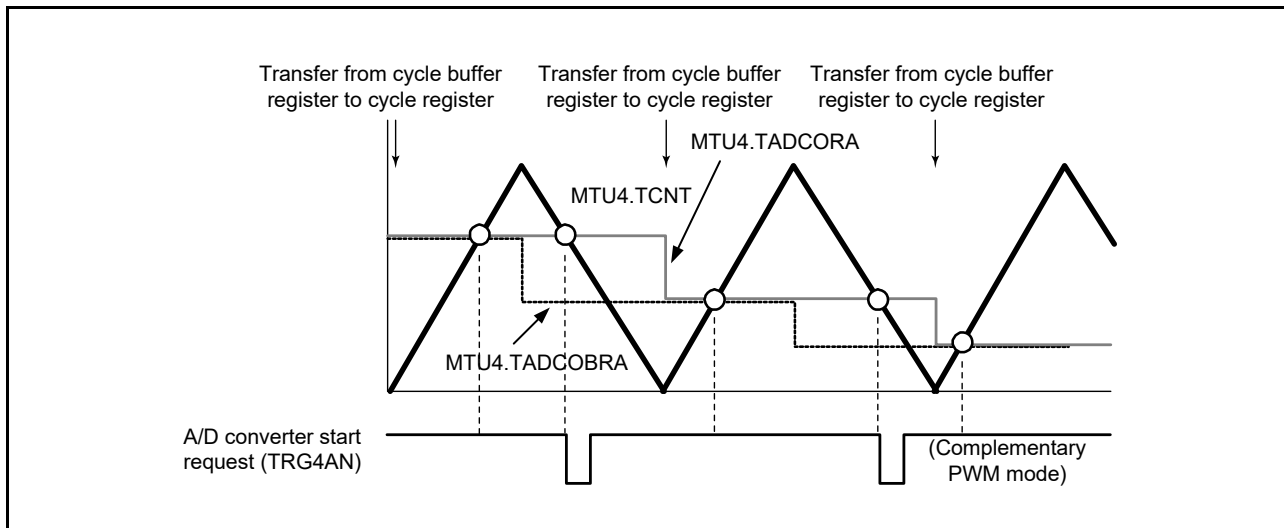 Transfer from cycle buffer
register to cycle register
Transfer from cycle buffer
register to cycle register
Transfer from cycle buffer
register to cycle register
MTU4.TADCORA
MTU4.TCNT
MTU4.TADCOBRA
A/D converter start
request (TRG4AN)
(Complementary
PWM mode)